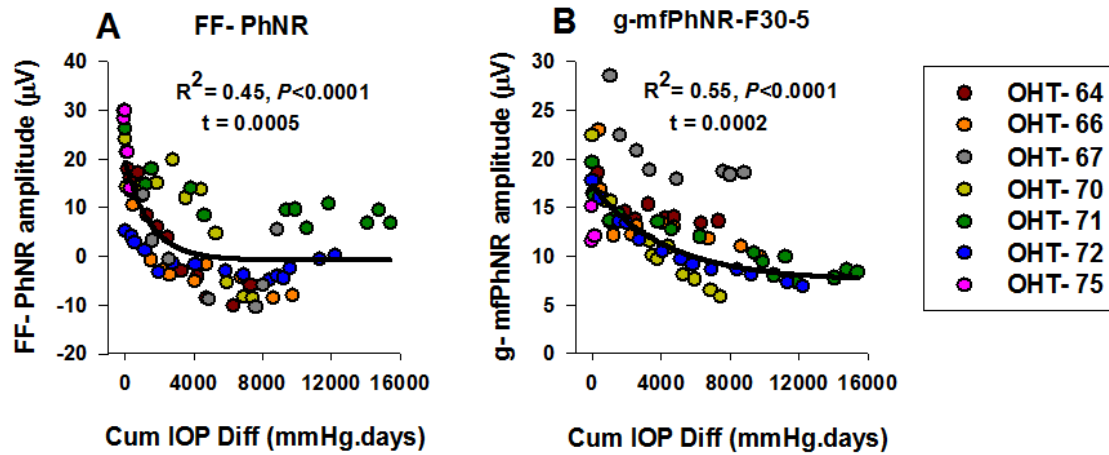 A
FF- PhNR
R2= 0.45, P<0.0001
t = 0.0005
FF- PhNR amplitude (µV)
40
30
20
10
0
-10
-20
0 4000 8000 12000 16000
Cum IOP Diff (mmHg.days)
B
g-mfPhNR-F30-5
R2= 0.55, P<0.0001
t = 0.0002
g- mfPhNR amplitude (µV)
30
25
20
15
10
5
0
0 4000 8000 12000 16000
Cum IOP Diff (mmHg.days)
OHT- 64
OHT- 66
OHT- 67
OHT- 70
OHT- 71
OHT- 72
OHT- 75